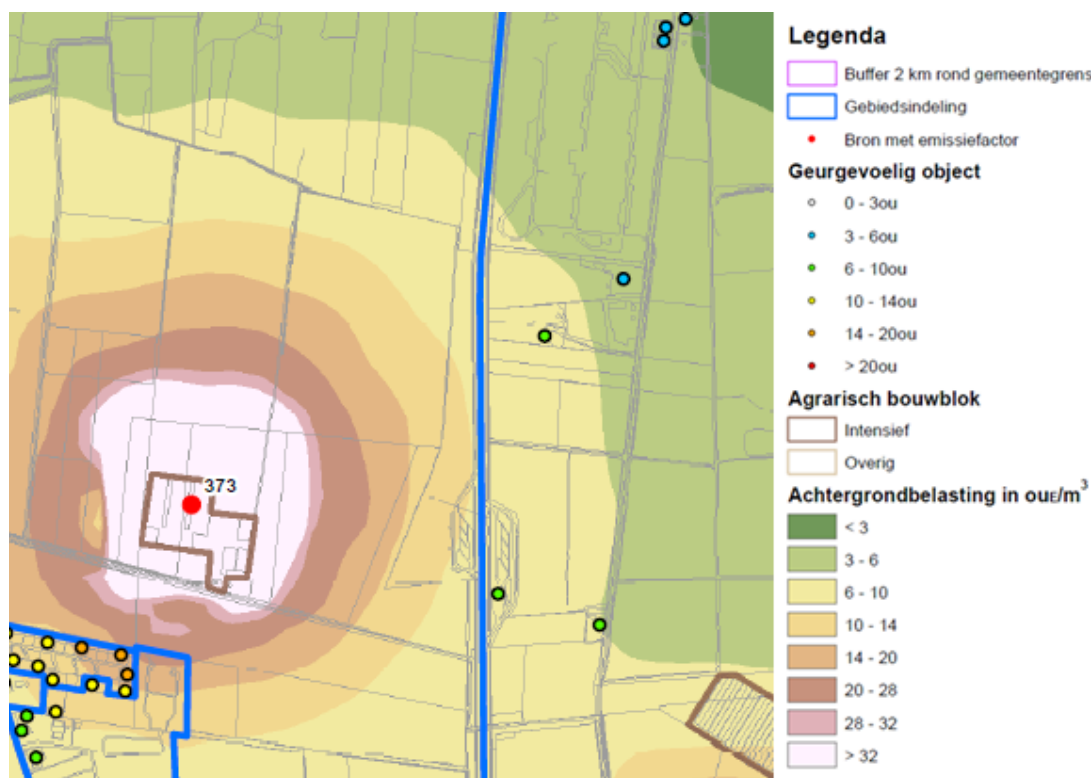 373
Legenda
Buffer 2 km rond gemeentegrens
Gebiedsindeling
Bron met emissiefactor
Geurgevoelig object
0 - 3ou
3 - 6ou
6 - 10ou
10 - 14ou
14 - 20ou
> 20ou
Agrarisch bouwblok
Intensief
Overig
Achtergrondbelasting in ouE/m³
< 3
3 - 6
6 - 10
10 - 14
14 - 20
20 - 28
28 - 32
> 32